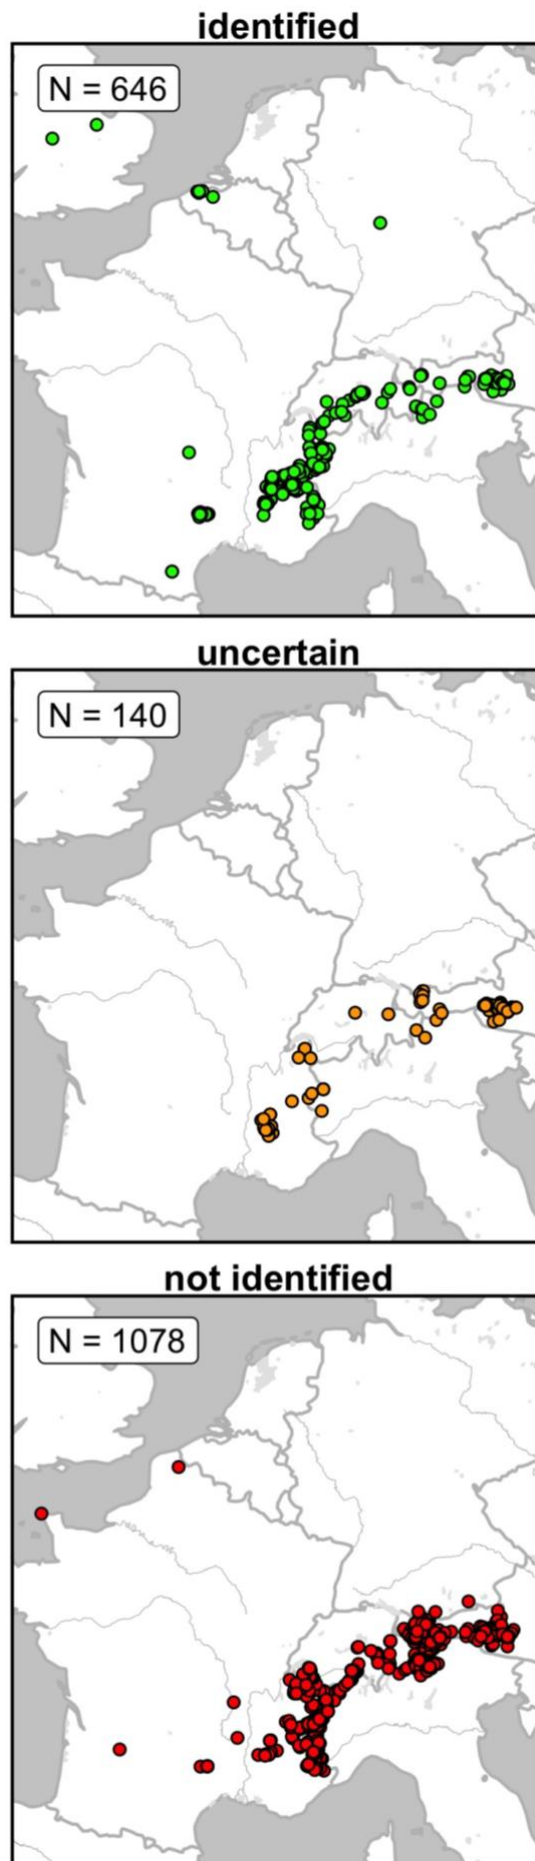 identified
N = 646
uncertain
N = 140
not identified
N = 1078